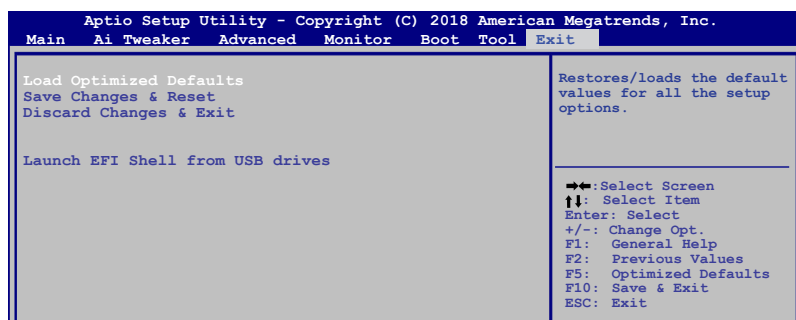 Aptio Setup Utility - Copyright (C) 2018 American Megatrends, Inc.
Main Ai Tweaker Advanced Monitor Boot Tool Exit
Load Optimized Defaults
Save Changes & Reset
Discard Changes & Exit
Launch EFI Shell from USB drives
Restores/loads the default
values for all the setup
options.
→←:Select Screen
↑↓: Select Item
Enter: Select
+/-: Change Opt.
F1: General Help
F2: Previous Values
F5: Optimized Defaults
F10: Save & Exit
ESC: Exit